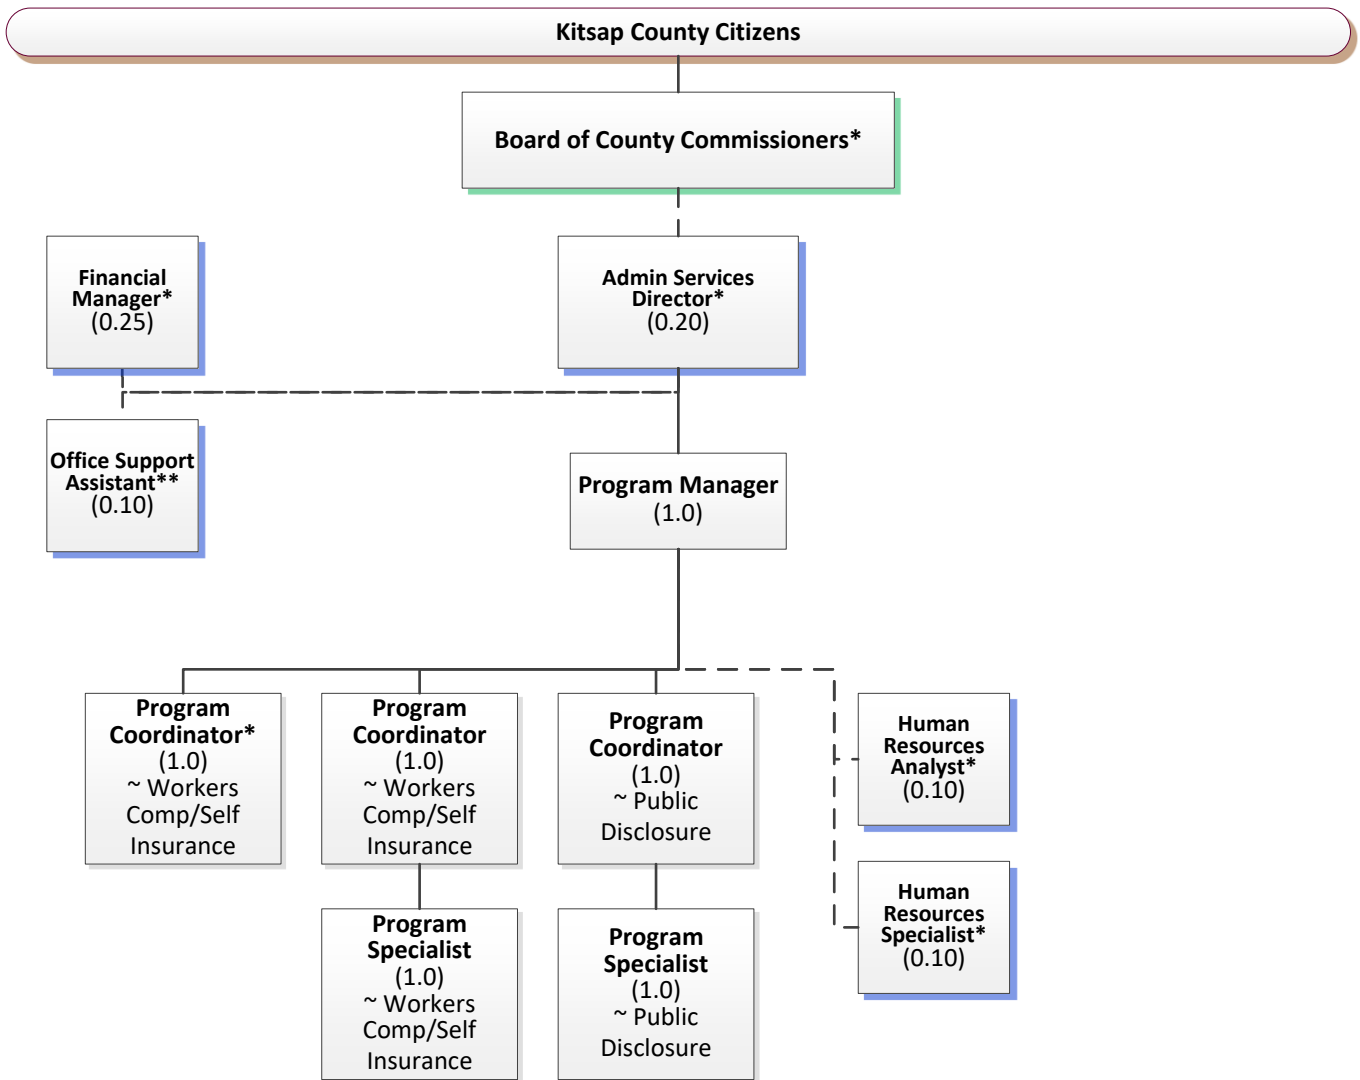 Kitsap County Citizens
Board of County Commissioners*
Financial
Manager*
(0.25)
Admin Services
Director*
(0.20)
Office Support
Assistant**
(0.10)
Program Manager
(1.0)
Program
Coordinator*
(1.0)
~ Workers
Comp/Self
Insurance
Program
Coordinator
(1.0)
~ Workers
Comp/Self
Insurance
Program
Coordinator
(1.0)
~ Public
Disclosure
Human
Resources
Analyst*
(0.10)
Program
Specialist
(1.0)
~ Workers
Comp/Self
Insurance
Program
Specialist
(1.0)
~ Public
Disclosure
Human
Resources
Specialist*
(0.10)